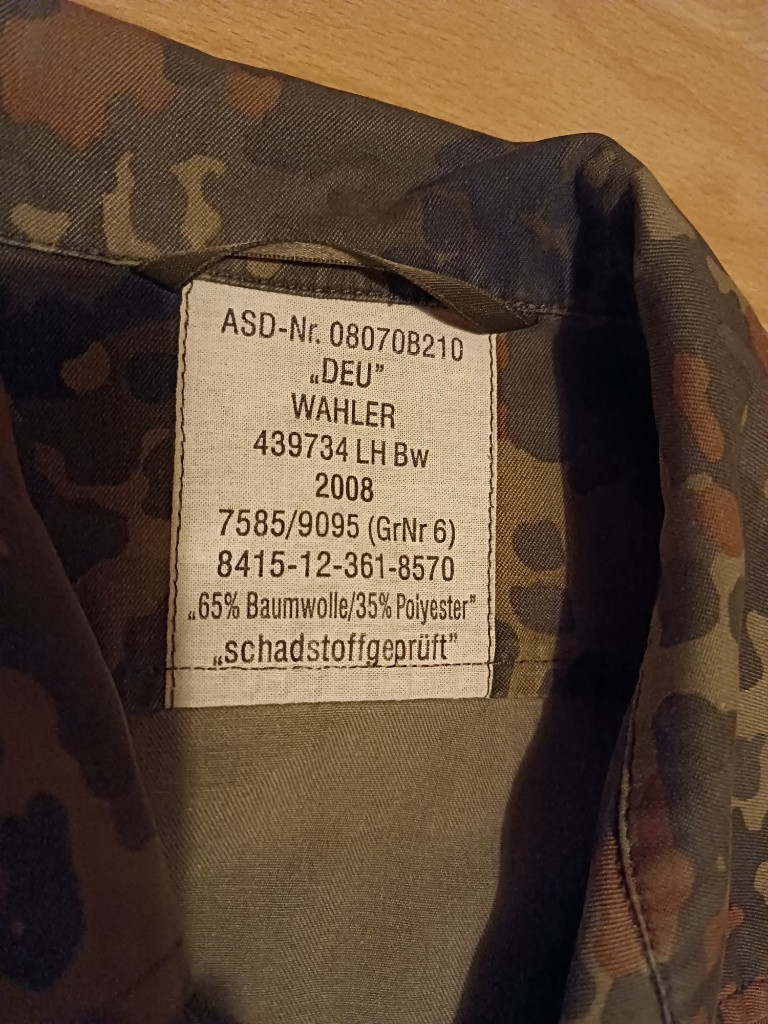 ASD-Nr. 08070B210
„DEU”
WAHLER
439734 LH Bw
2008
7585/9095 (GrNr 6)
8415-12-361-8570
„65% Baumwolle/35% Polyester”
„schadstoffgeprüft”